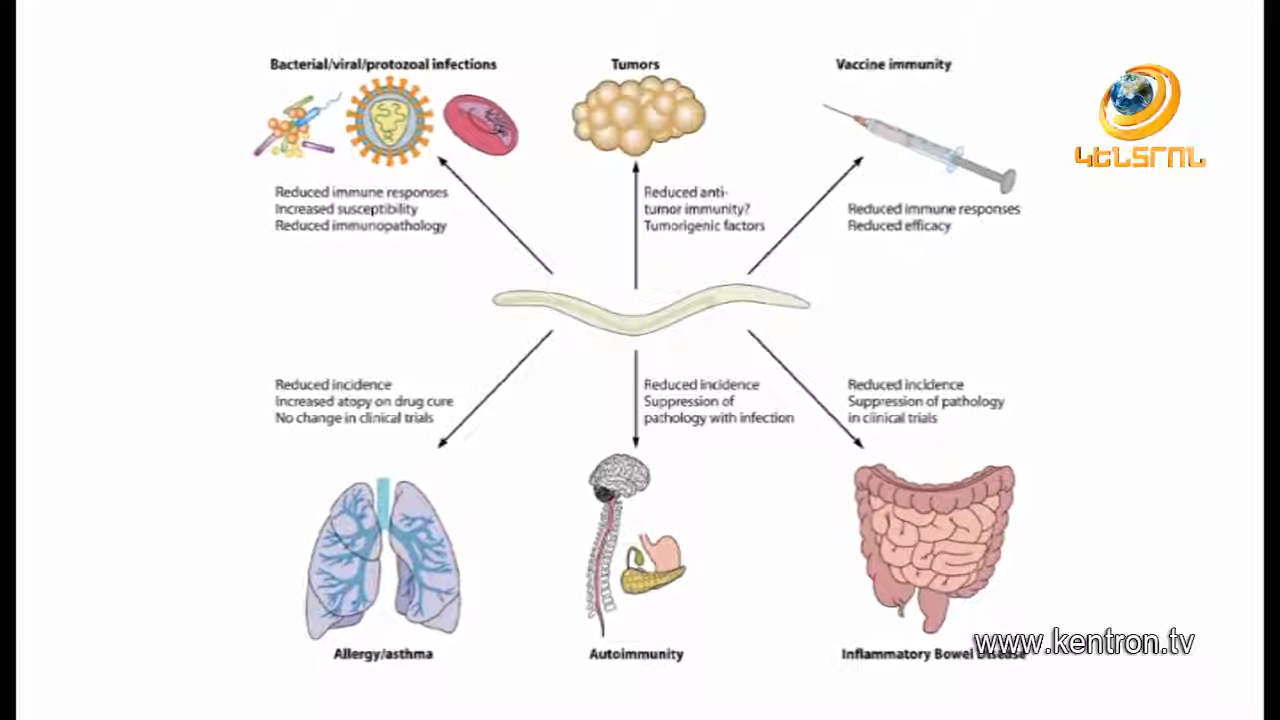 Bacterial/viral/protozoal infections
Tumors
Vaccine immunity
ԿԵՆՏՐՈՆ
Reduced immune responses
Increased susceptibility
Reduced immunopathology
Reduced anti-
tumor immunity?
Tumorigenic factors
Reduced immune responses
Reduced efficacy
Reduced incidence
Increased atopy on drug cure
No change in clinical trials
Reduced incidence
Suppression of
pathology with infection
Reduced incidence
Suppression of pathology
in clinical trials
Allergy/asthma
Autoimmunity
Inflammatory Bowel Disease
www.kentron.tv